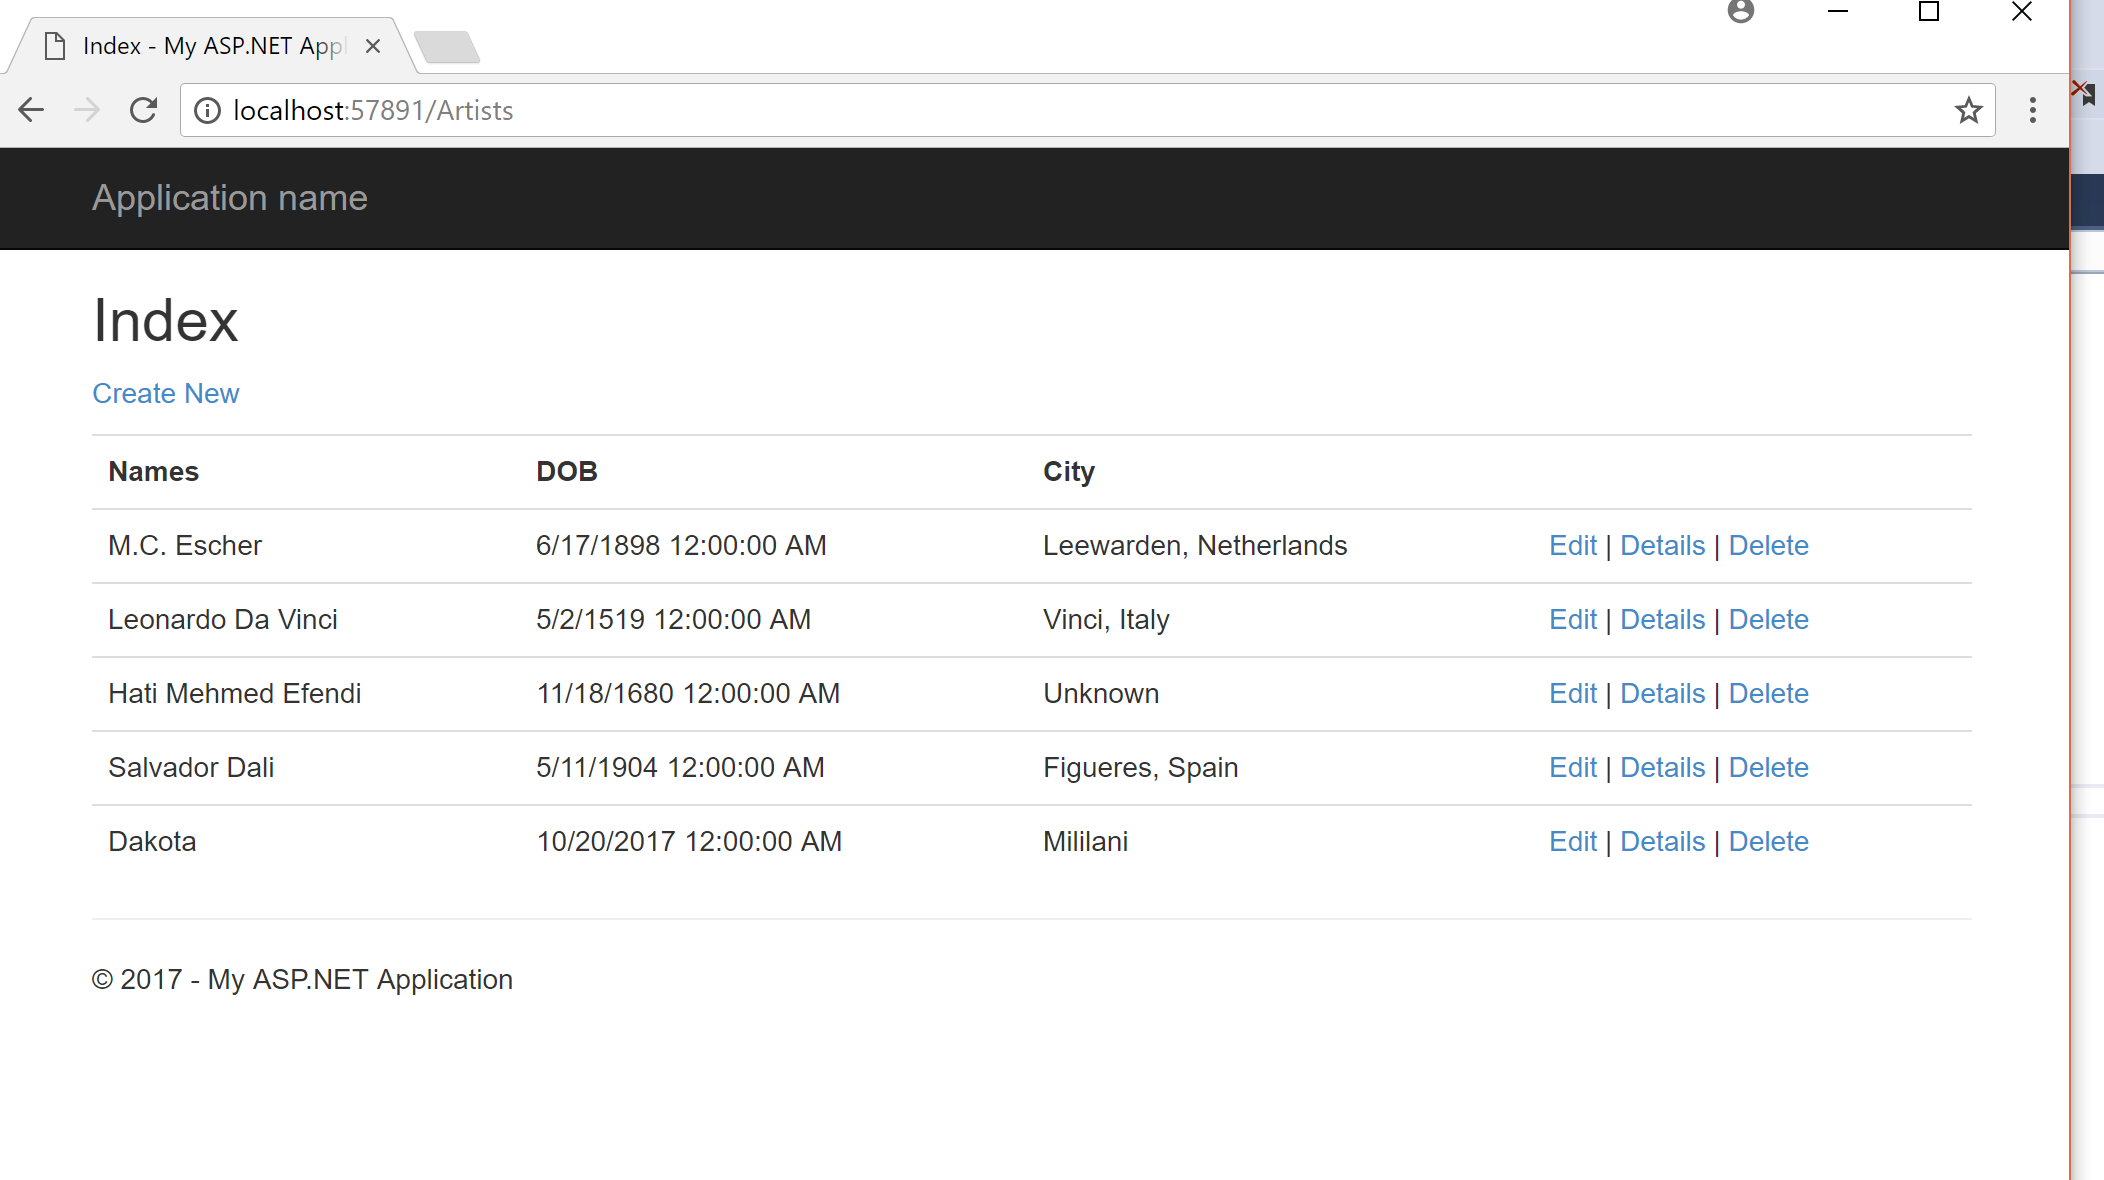 Index - My ASP.NET Appl
localhost:57891/Artists
Application name
Index
Create New
Names DOB City
M.C. Escher 6/17/1898 12:00:00 AM Leewarden, Netherlands Edit | Details | Delete
Leonardo Da Vinci 5/2/1519 12:00:00 AM Vinci, Italy Edit | Details | Delete
Hati Mehmed Efendi 11/18/1680 12:00:00 AM Unknown Edit | Details | Delete
Salvador Dali 5/11/1904 12:00:00 AM Figueres, Spain Edit | Details | Delete
Dakota 10/20/2017 12:00:00 AM Mililani Edit | Details | Delete
© 2017 - My ASP.NET Application